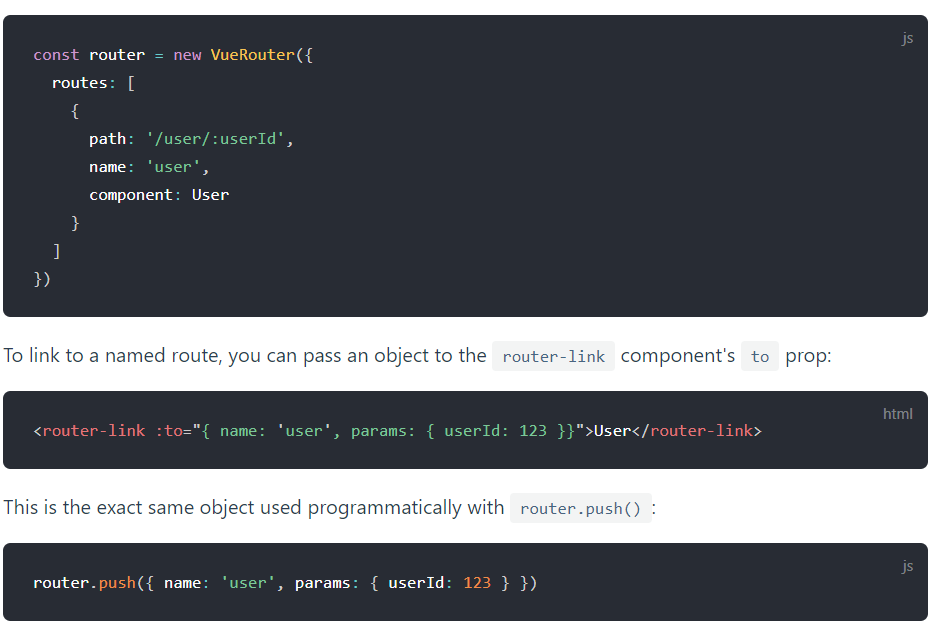 js
const router = new VueRouter({
  routes: [
    {
      path: '/user/:userId',
      name: 'user',
      component: User
    }
  ]
})
To link to a named route, you can pass an object to the router-link component's to prop:
html
<router-link :to="{ name: 'user', params: { userId: 123 }}">User</router-link>
This is the exact same object used programmatically with router.push() :
js
router.push({ name: 'user', params: { userId: 123 } })